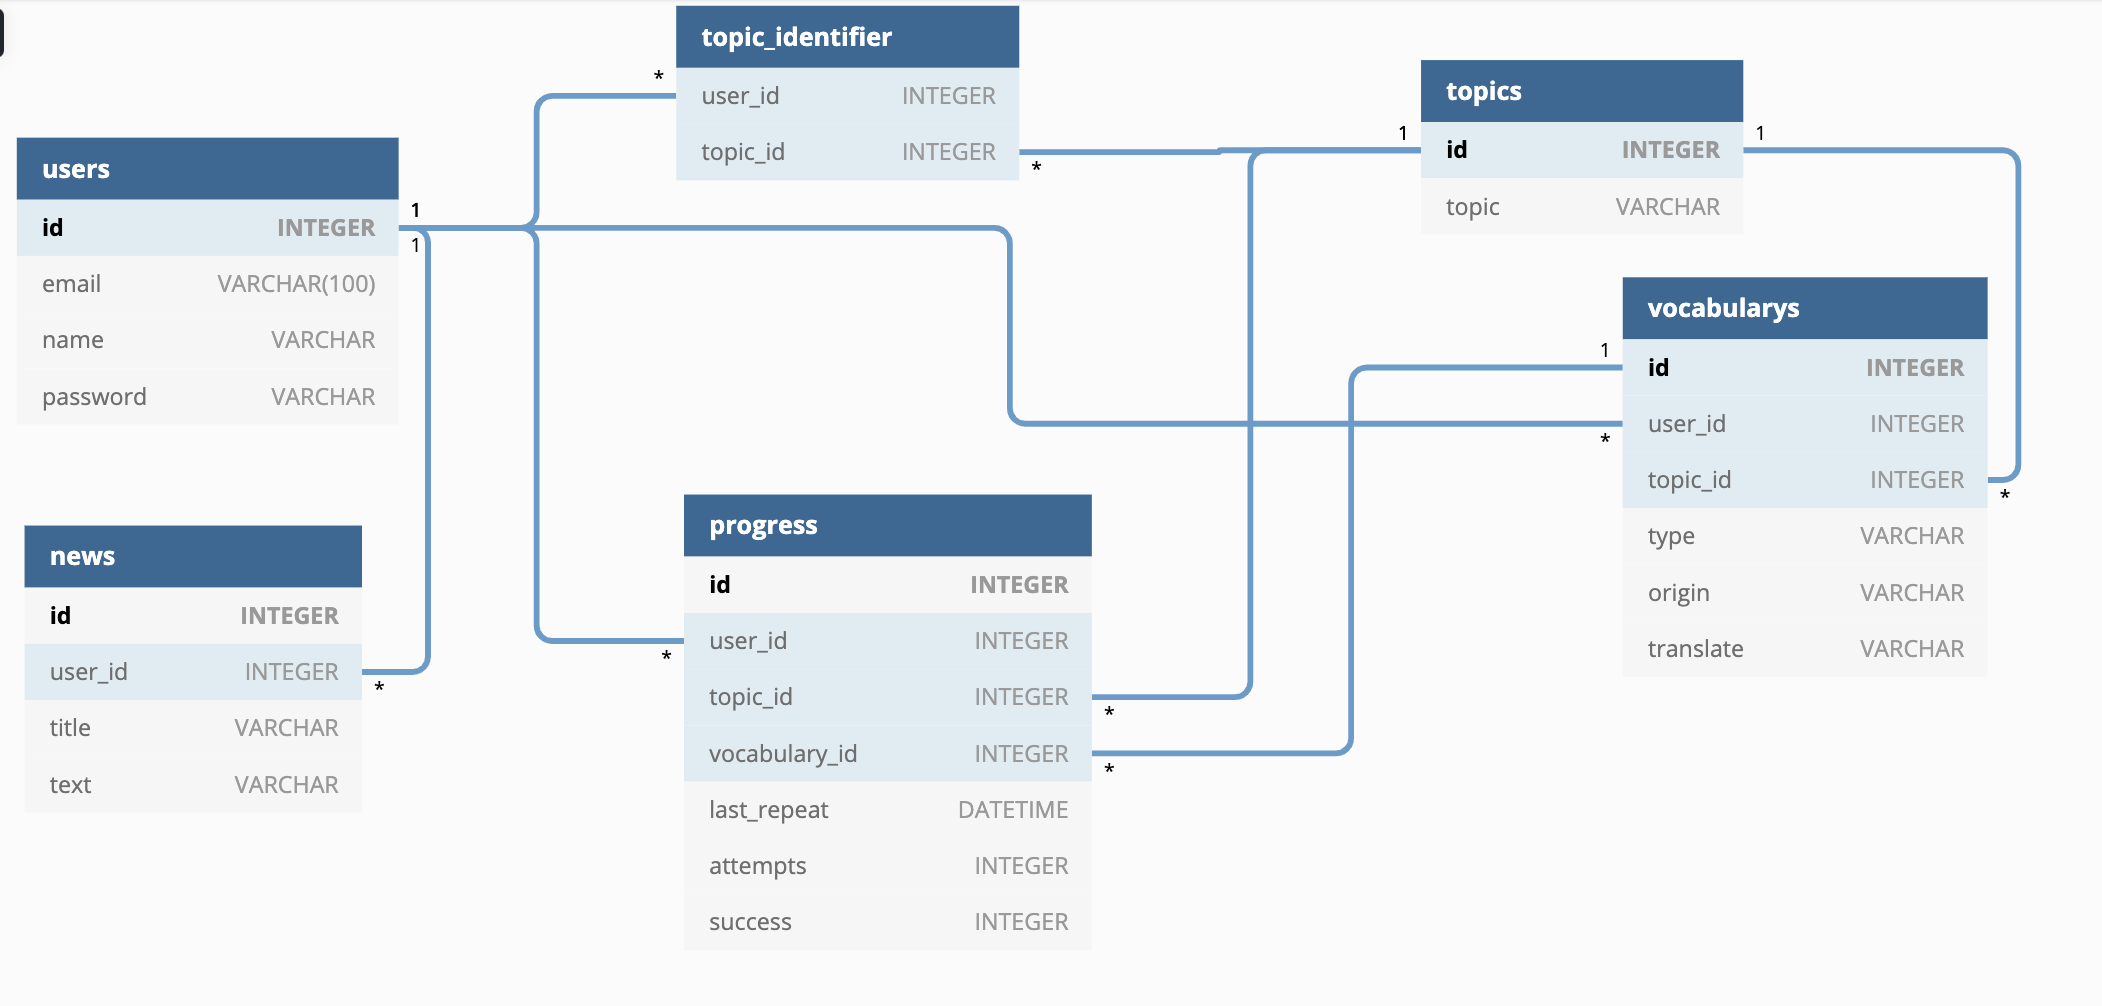 topic_identifier
*
user_id INTEGER
topic_id INTEGER
*
topics
1
1
id INTEGER
topic VARCHAR
users
1
id INTEGER
1
email VARCHAR(100)
name VARCHAR
password VARCHAR
vocabularys
1
id INTEGER
user_id INTEGER
*
topic_id INTEGER
*
type VARCHAR
origin VARCHAR
translate VARCHAR
news
id INTEGER
user_id INTEGER
*
title VARCHAR
text VARCHAR
progress
id INTEGER
user_id INTEGER
*
topic_id INTEGER
*
vocabulary_id INTEGER
*
last_repeat DATETIME
attempts INTEGER
success INTEGER